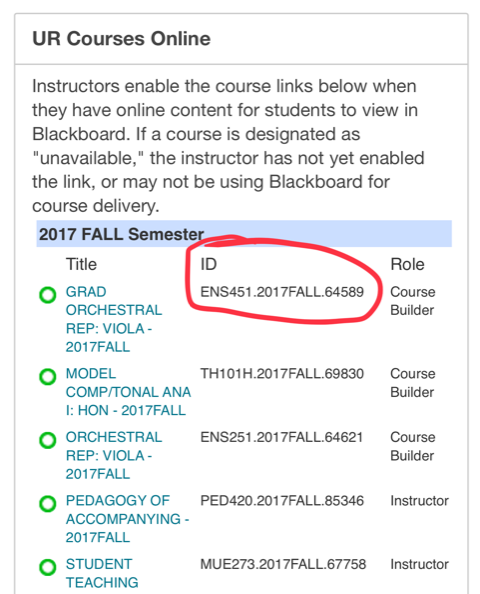 UR Courses Online
Instructors enable the course links below when
they have online content for students to view in
Blackboard. If a course is designated as
"unavailable," the instructor has not yet enabled
the link, or may not be using Blackboard for
course delivery.
2017 FALL Semester
Title ID Role
GRAD ENS451.2017FALL.64589 Course
ORCHESTRAL Builder
REP: VIOLA -
2017FALL
MODEL TH101H.2017FALL.69830 Course
COMP/TONAL ANA Builder
I: HON - 2017FALL
ORCHESTRAL ENS251.2017FALL.64621 Course
REP: VIOLA - Builder
2017FALL
PEDAGOGY OF PED420.2017FALL.85346 Instructor
ACCOMPANYING -
2017FALL
STUDENT MUE273.2017FALL.67758 Instructor
TEACHING